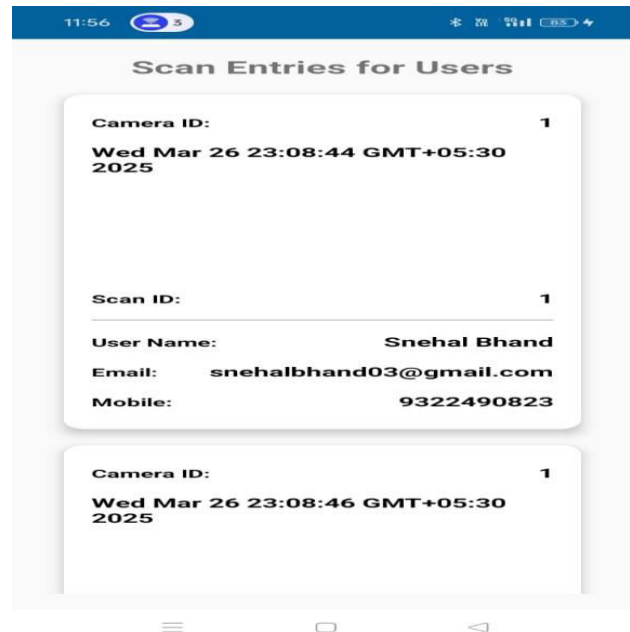 11:56 3 83
Scan Entries for Users
Camera ID: 1
Wed Mar 26 23:08:44 GMT+05:30
2025
Scan ID: 1
User Name: Snehal Bhand
Email: snehalbhand03@gmail.com
Mobile: 9322490823
Camera ID: 1
Wed Mar 26 23:08:46 GMT+05:30
2025